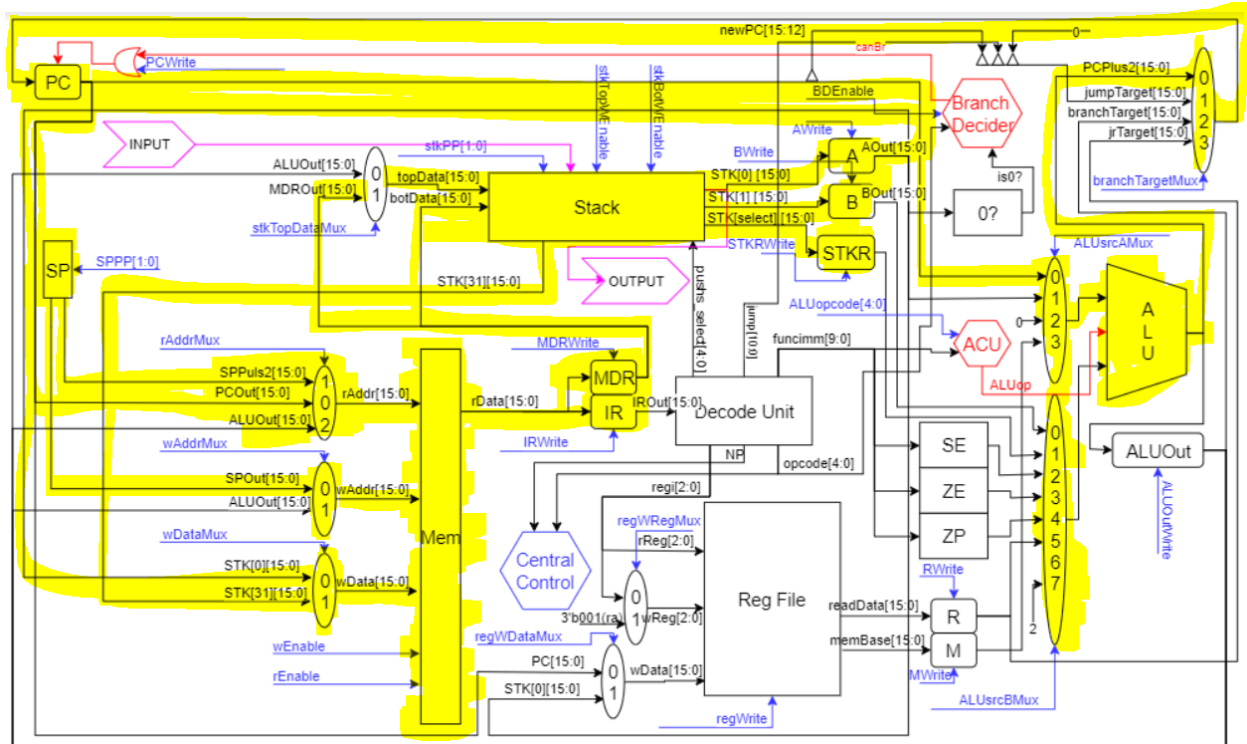 newPC[15:12]
0
canBr
PCWrite
PC
stkTopWEnable
stkBotWEnable
BDEnable
Branch
Decider
PCPlus2[15:0]
jumpTarget[15:0]
branchTarget[15:0]
jrTarget[15:0]
0
1
2
3
INPUT
stkPP[1:0]
AWrite
BWrite
A
AOut[15:0]
ALUOut[15:0]
MDROut[15:0]
0
1
topData[15:0]
botData[15:0]
Stack
STK[0] [15:0]
STK[1] [15:0]
STK[select] [15:0]
B
BOut[15:0]
is0?
branchTargetMux
0?
stkTopDataMux
STKRWrite
STKR
ALUsrcAMux
SP
SPPP[1:0]
STK[31][15:0]
OUTPUT
pushs_select[4:0]
jump[10:0]
ALUopcode[4:0]
0
1
2
3
0
ALU
rAddrMux
MDRWrite
funcimm[9:0]
ACU
ALUop
SPPuls2[15:0]
PCOut[15:0]
ALUOut[15:0]
1
0
2
rAddr[15:0]
rData[15:0]
MDR
IR
IROut[15:0]
Decode Unit
wAddrMux
IRWrite
NP
opcode[4:0]
SE
ZE
ZP
0
1
2
3
4
5
6
7
ALUOut
SPOut[15:0]
ALUOut[15:0]
0
1
wAddr[15:0]
regi[2:0]
ALUOutWrite
wDataMux
Mem
regWRegMux
rReg[2:0]
Central
Control
STK[0][15:0]
STK[31][15:0]
0
1
wData[15:0]
Reg File
RWrite
3'b001(ra)
0
1
wReg[2:0]
readData[15:0]
R
2
wEnable
regWDataMux
memBase[15:0]
M
rEnable
PC[15:0]
STK[0][15:0]
0
1
wData[15:0]
MWrite
ALUsrcBMux
regWrite